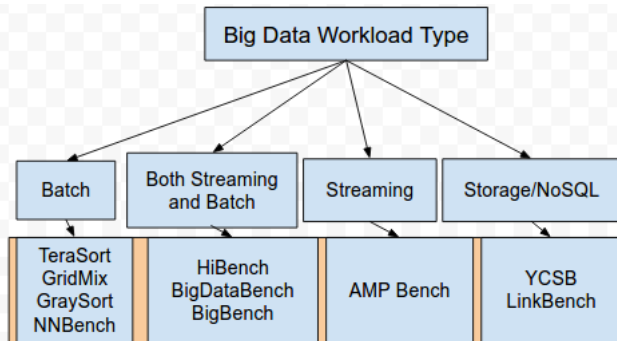 Big Data Workload Type
Batch
Both Streaming
and Batch
Streaming
Storage/NoSQL
TeraSort
GridMix
GraySort
NNBench
HiBench
BigDataBench
BigBench
AMP Bench
YCSB
LinkBench